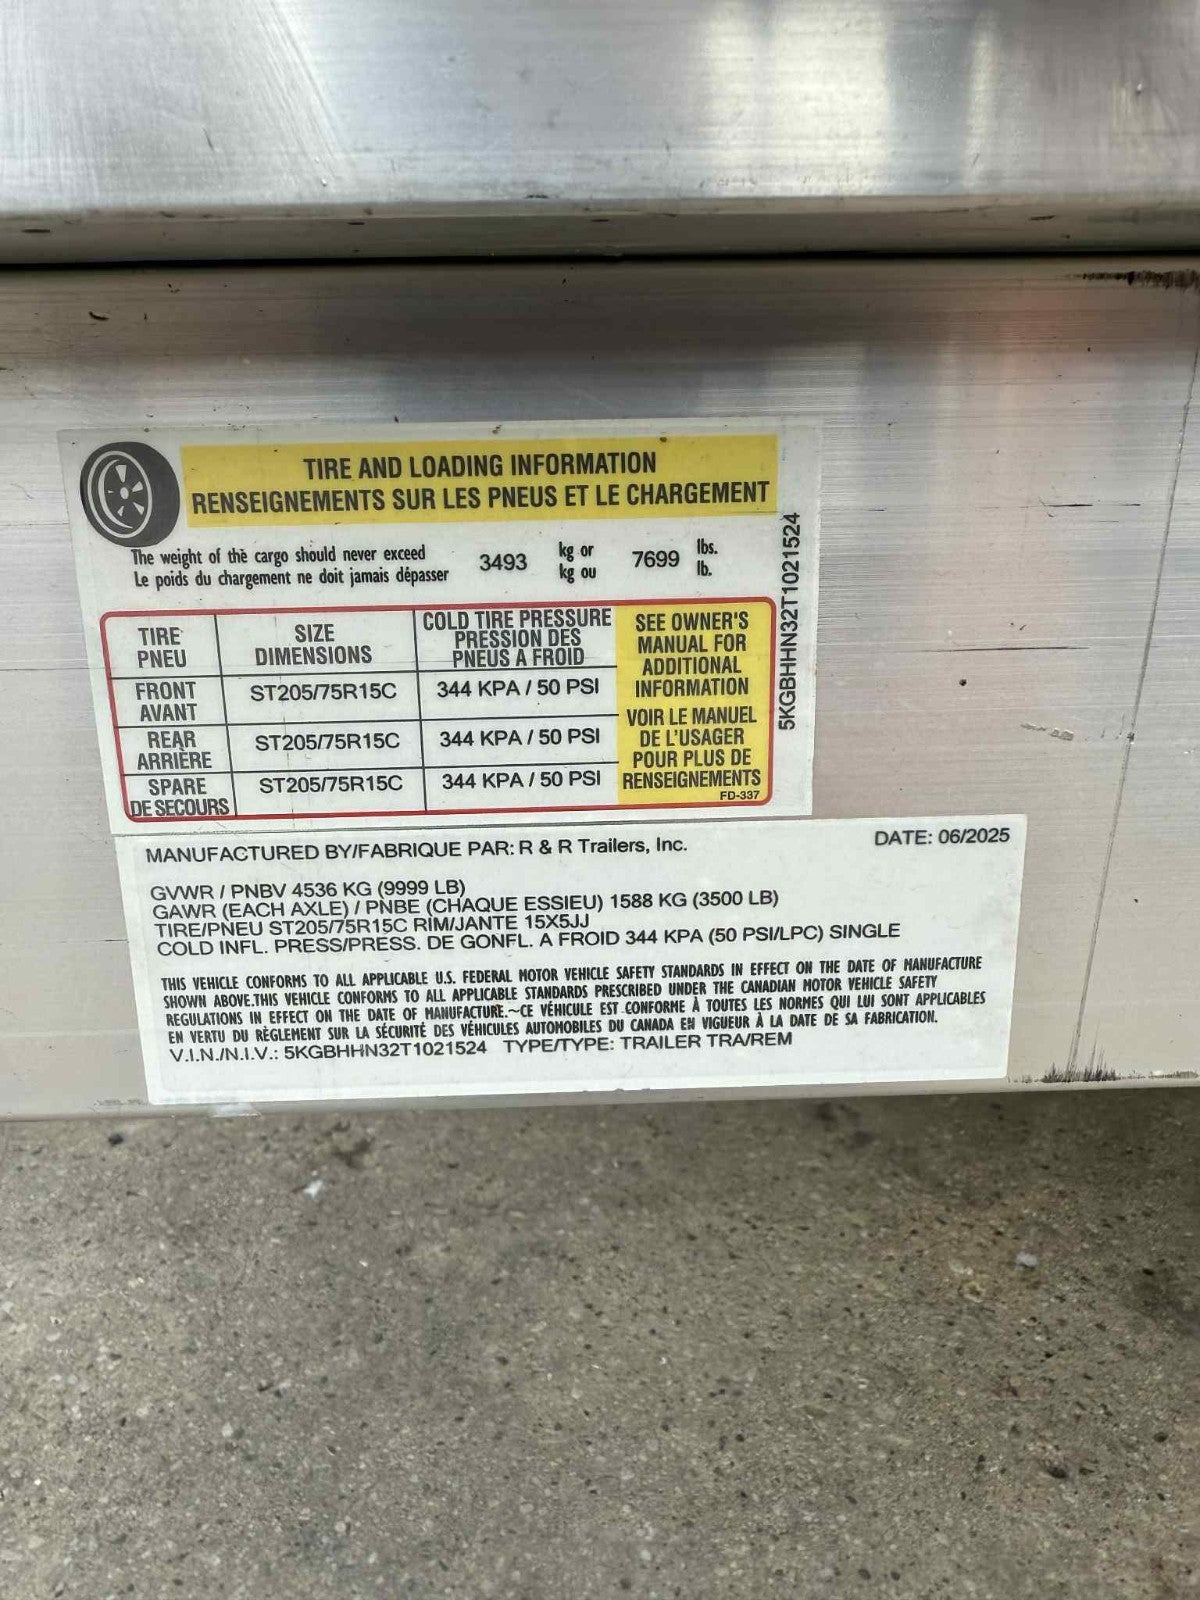 TIRE AND LOADING INFORMATION
RENSEIGNEMENTS SUR LES PNEUS ET LE CHARGEMENT
The weight of the cargo should never exceed 3493 kg or 7699 lbs.
Le poids du chargement ne doit jamais dépasser kg ou lb.
TIRE PNEU
SIZE DIMENSIONS
COLD TIRE PRESSURE
PRESSION DES
PNEUS A FROID
FRONT AVANT ST205/75R15C 344 KPA / 50 PSI
REAR ARRIÈRE ST205/75R15C 344 KPA / 50 PSI
SPARE DE SECOURS ST205/75R15C 344 KPA / 50 PSI
SEE OWNER'S
MANUAL FOR
ADDITIONAL
INFORMATION
VOIR LE MANUEL
DE L'USAGER
POUR PLUS DE
RENSEIGNEMENTS
FD-337
5KGBHHN32T1021524
MANUFACTURED BY/FABRIQUE PAR: R & R Trailers, Inc. DATE: 06/2025
GVWR / PNBV 4536 KG (9999 LB)
GAWR (EACH AXLE) / PNBE (CHAQUE ESSIEU) 1588 KG (3500 LB)
TIRE/PNEU ST205/75R15C RIM/JANTE 15X5JJ
COLD INFL. PRESS/PRESS. DE GONFL. A FROID 344 KPA (50 PSI/LPC) SINGLE
THIS VEHICLE CONFORMS TO ALL APPLICABLE U.S. FEDERAL MOTOR VEHICLE SAFETY STANDARDS IN EFFECT ON THE DATE OF MANUFACTURE
SHOWN ABOVE.THIS VEHICLE CONFORMS TO ALL APPLICABLE STANDARDS PRESCRIBED UNDER THE CANADIAN MOTOR VEHICLE SAFETY
REGULATIONS IN EFFECT ON THE DATE OF MANUFACTURE.~CE VÉHICULE EST CONFORME À TOUTES LES NORMES QUI LUI SONT APPLICABLES
EN VERTU DU RÈGLEMENT SUR LA SÉCURITÉ DES VÉHICULES AUTOMOBILES DU CANADA EN VIGUEUR À LA DATE DE SA FABRICATION.
V.I.N./N.I.V.: 5KGBHHN32T1021524 TYPE/TYPE: TRAILER TRA/REM